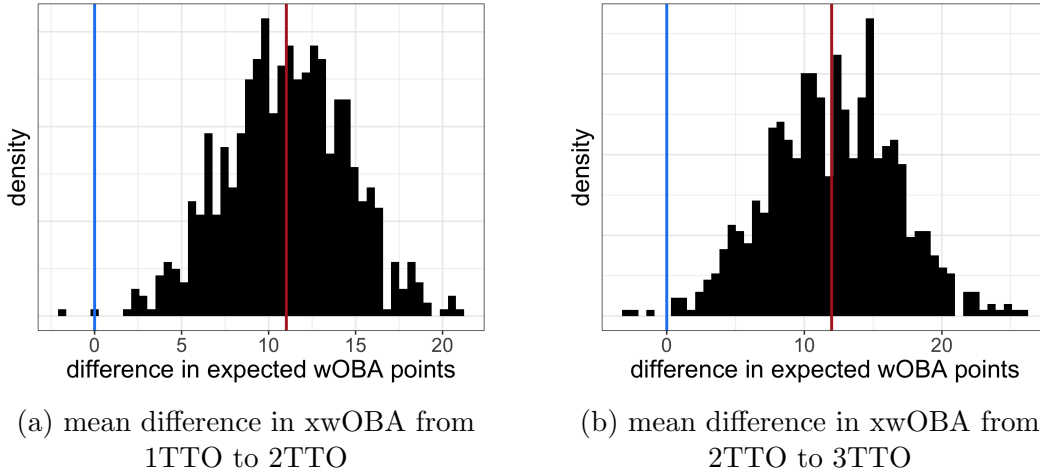 density
0 5 10 15 20
difference in expected wOBA points
(a) mean difference in xwOBA from
1TTO to 2TTO
density
0 10 20
difference in expected wOBA points
(b) mean difference in xwOBA from
2TTO to 3TTO